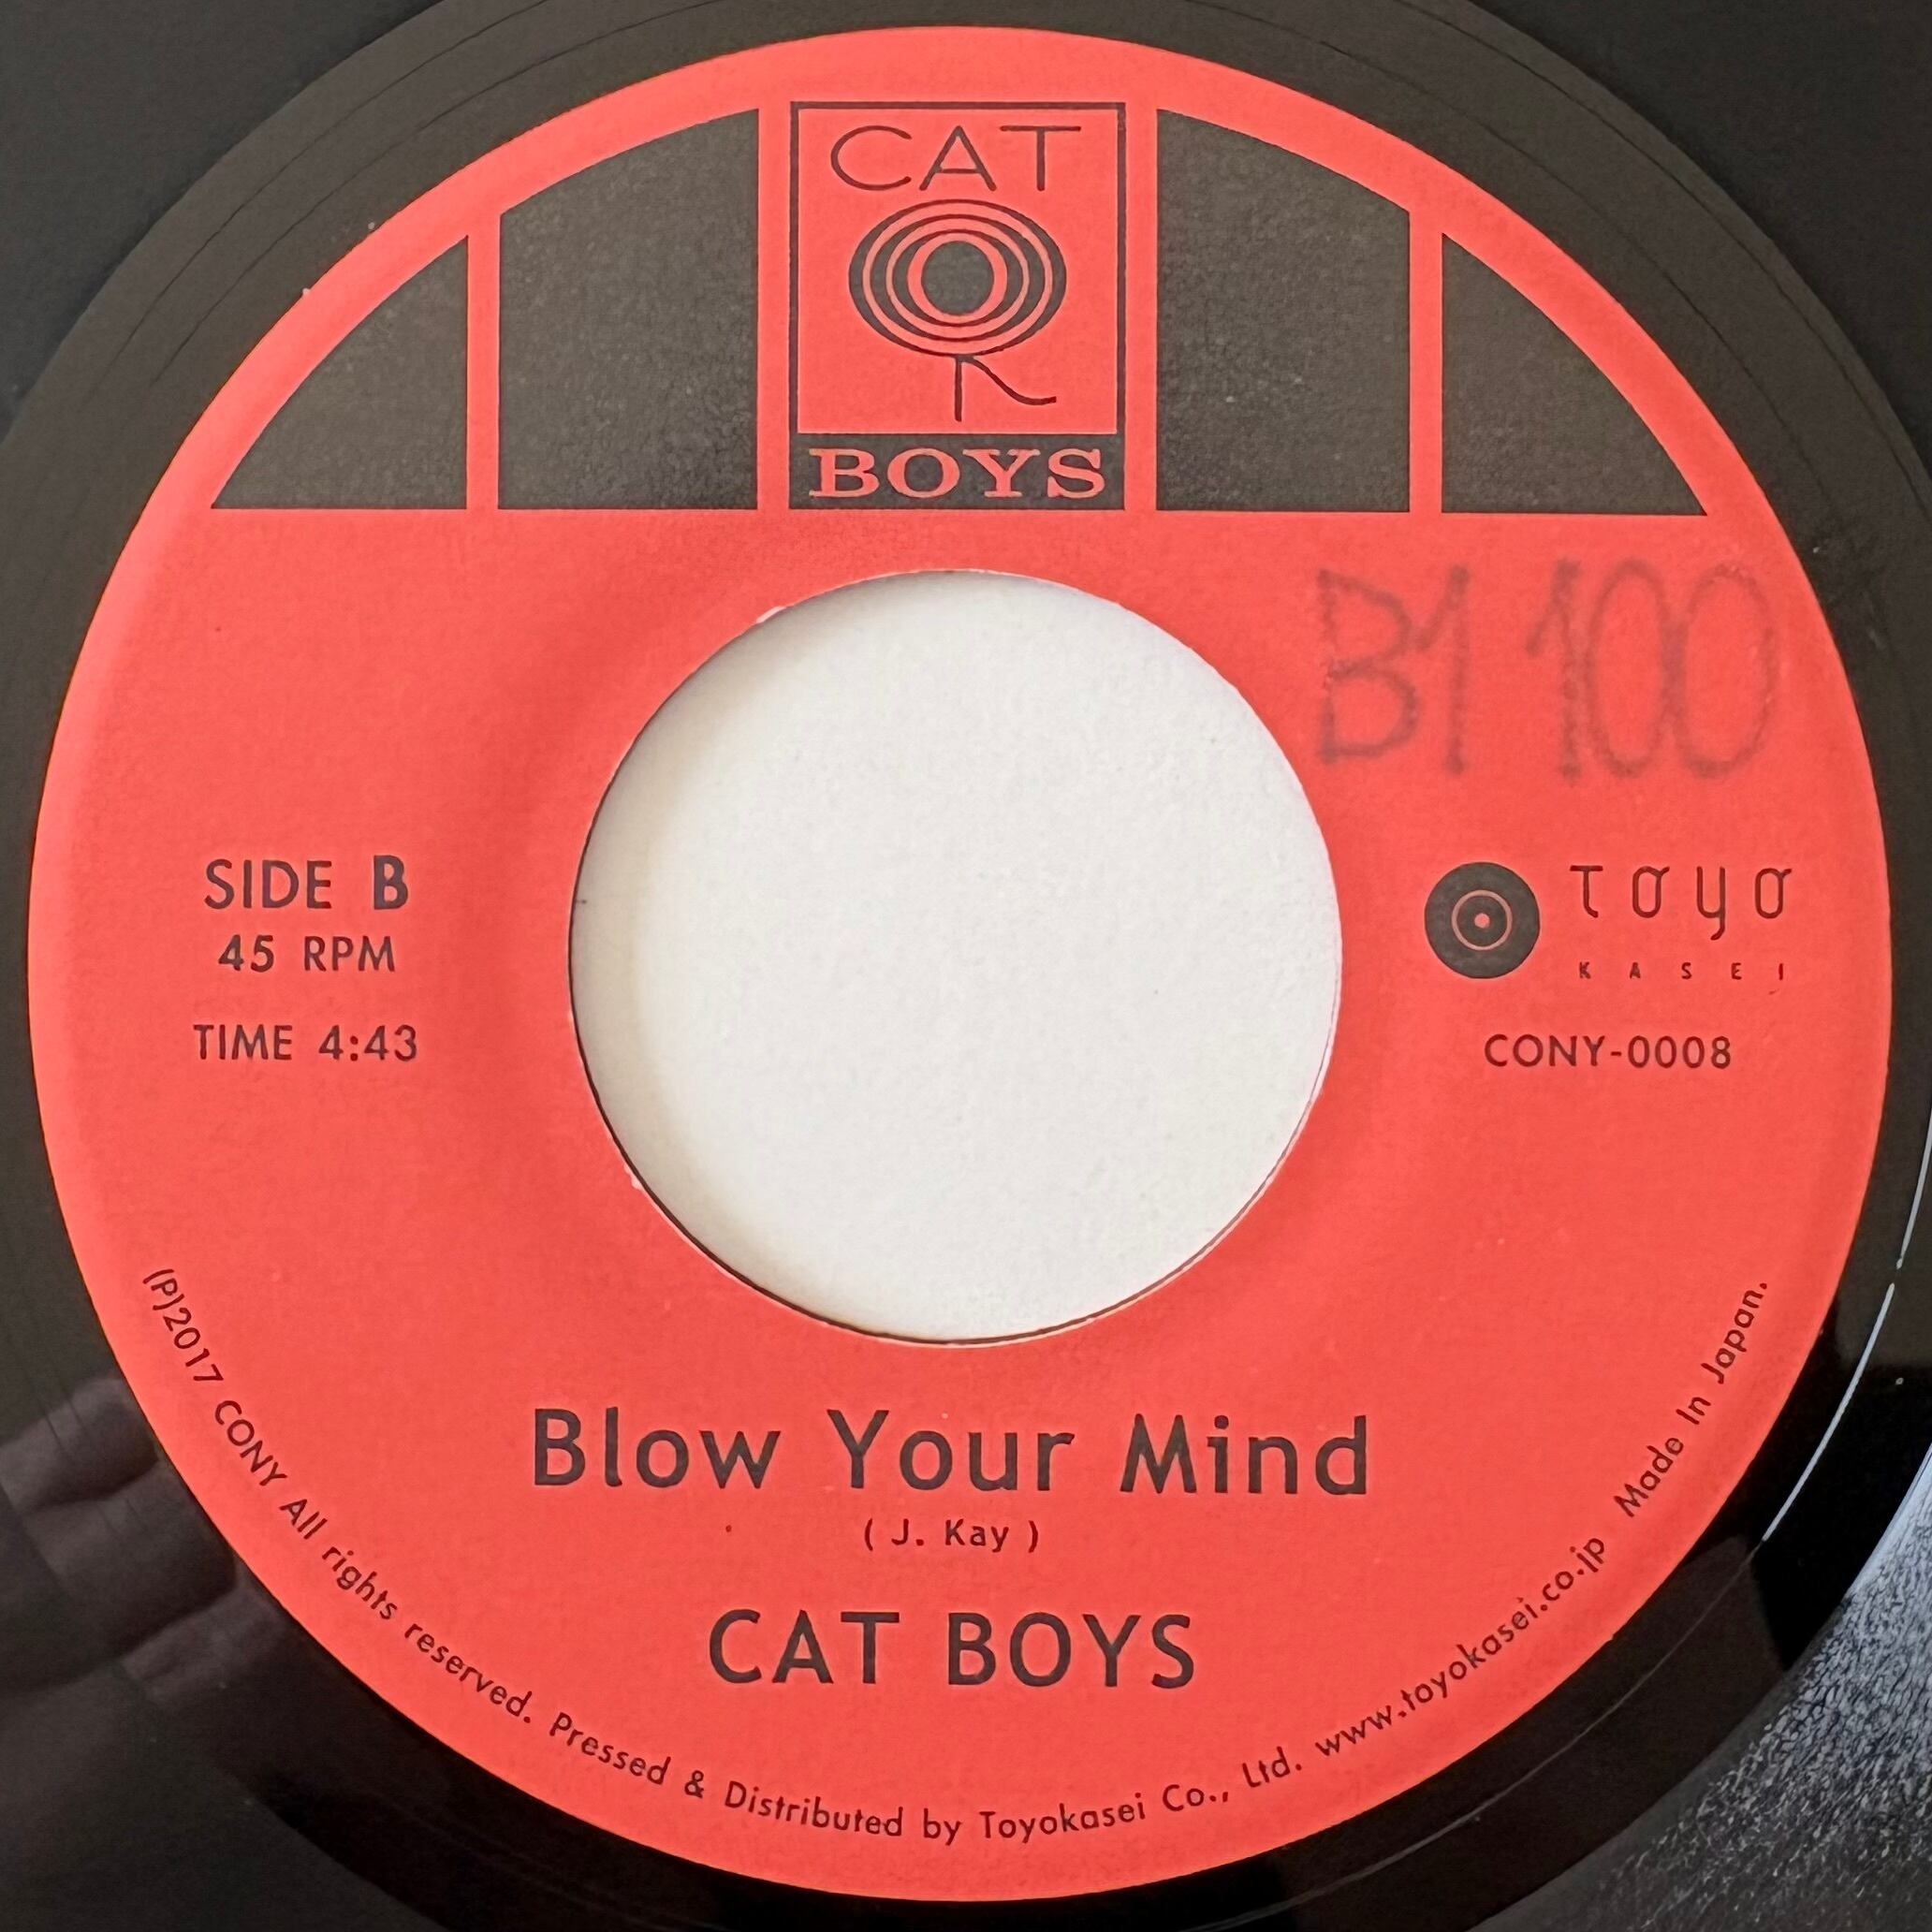 CAT
OR
BOYS
B1 100
SIDE B
45 RPM
TIME 4:43
TOYO
KASEI
CONY-0008
Blow Your Mind
( J. Kay )
CAT BOYS
(P)2017 CONY All rights reserved. Pressed & Distributed by Toyokasei Co., Ltd. www.toyokasei.co.jp Made In Japan.